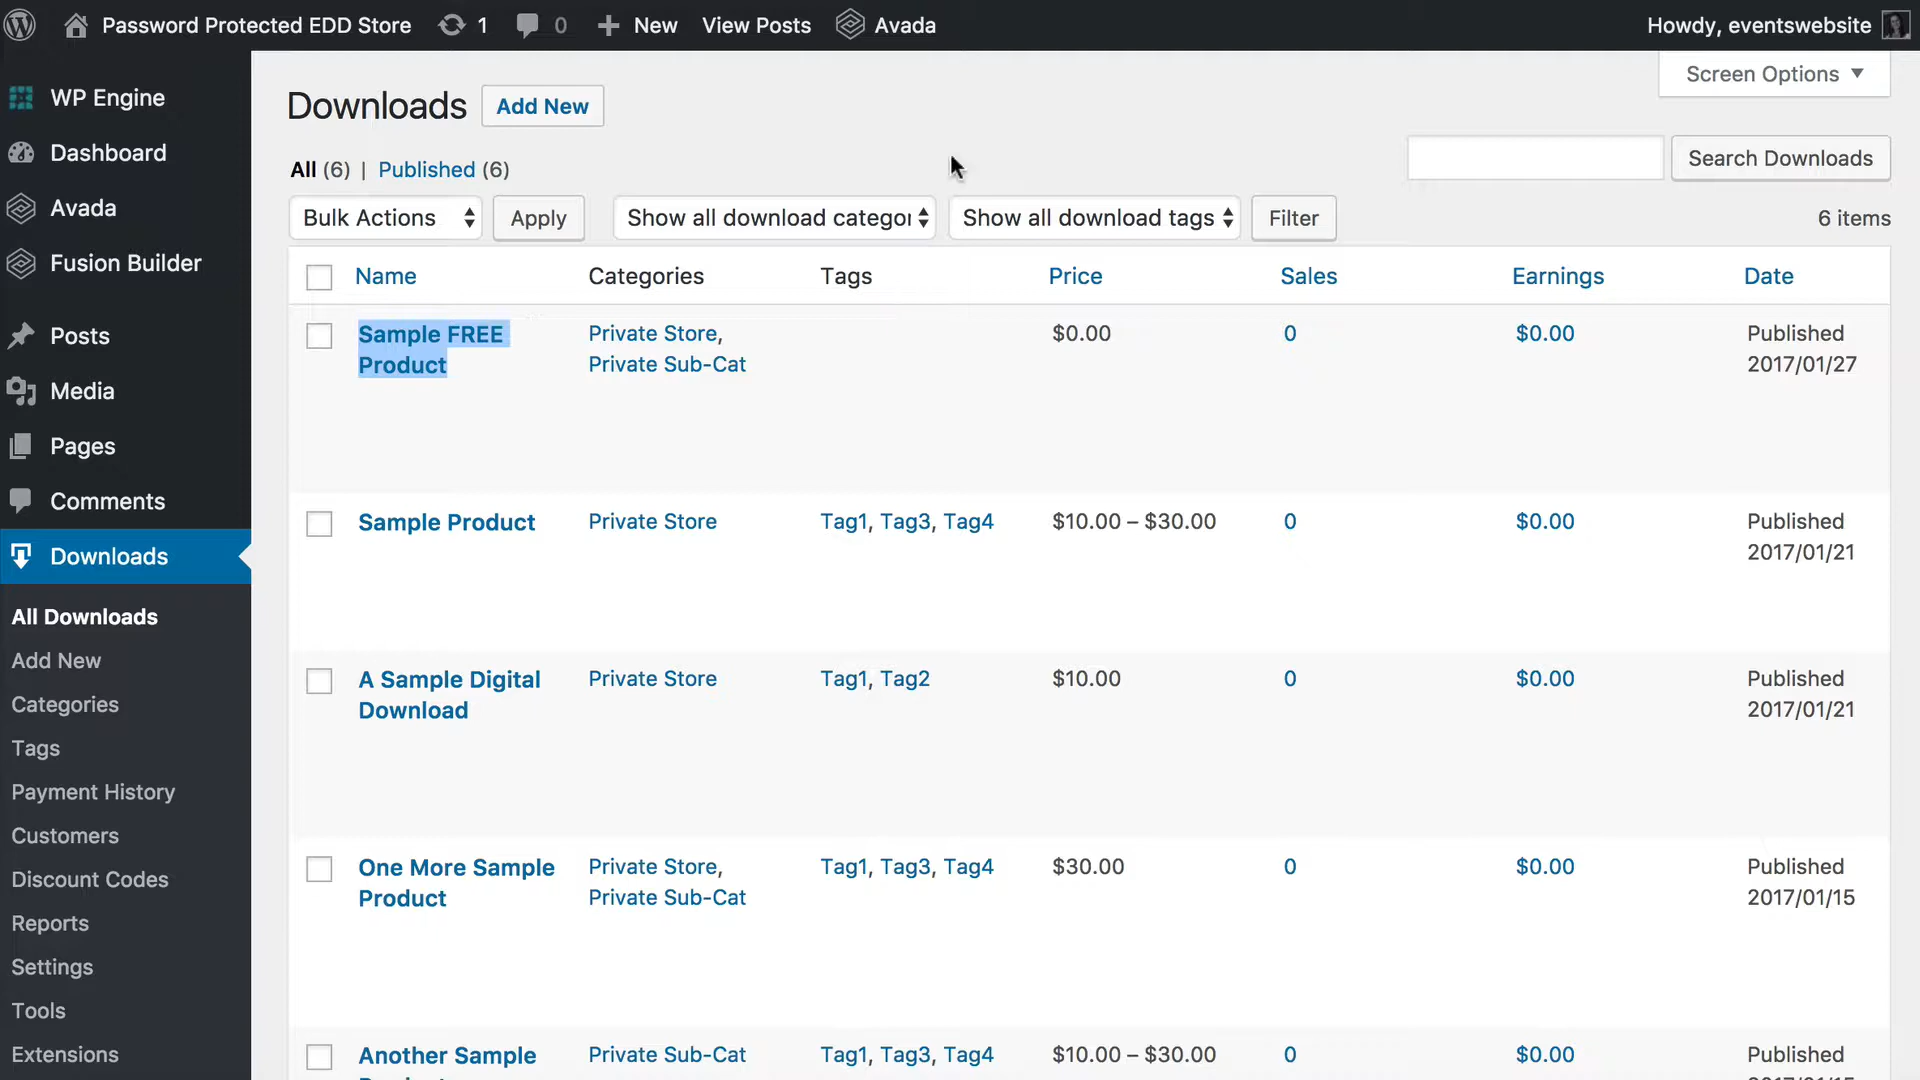 Password Protected EDD Store 1 0 New View Posts Avada Howdy, eventswebsite
WP Engine
Dashboard
Avada
Fusion Builder
Posts
Media
Pages
Comments
Downloads
All Downloads
Add New
Categories
Tags
Payment History
Customers
Discount Codes
Reports
Settings
Tools
Extensions
Screen Options
Downloads Add New
All (6) | Published (6)
Search Downloads
Bulk Actions Apply Show all download categor Show all download tags Filter 6 items
Name Categories Tags Price Sales Earnings Date
Sample FREE Private Store, $0.00 0 $0.00 Published
Product Private Sub-Cat 2017/01/27
Sample Product Private Store Tag1, Tag3, Tag4 $10.00 – $30.00 0 $0.00 Published
2017/01/21
A Sample Digital Private Store Tag1, Tag2 $10.00 0 $0.00 Published
Download 2017/01/21
One More Sample Private Store, Tag1, Tag3, Tag4 $30.00 0 $0.00 Published
Product Private Sub-Cat 2017/01/15
Another Sample Private Sub-Cat Tag1, Tag3, Tag4 $10.00 – $30.00 0 $0.00 Published